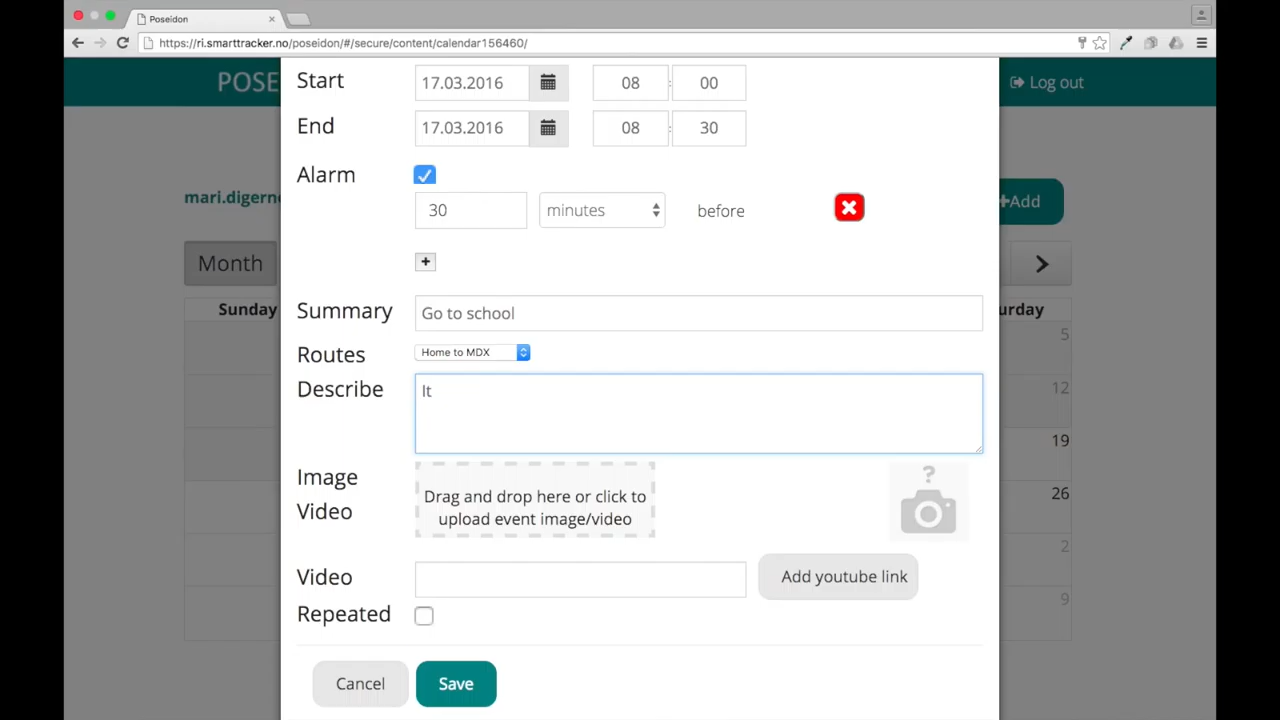 Poseidon
https://ri.smarttracker.no/poseidon/#/secure/content/calendar156460/
POSE
Log out
Start 17.03.2016 08 : 00
End 17.03.2016 08 : 30
Alarm
mari.digerne
+Add
30 minutes before
+
Month
Sunday
urday
Summary Go to school
5
Routes Home to MDX
Describe It
12
19
Image
Video
Drag and drop here or click to
upload event image/video
?
26
2
Video Add youtube link
9
Repeated
Cancel Save